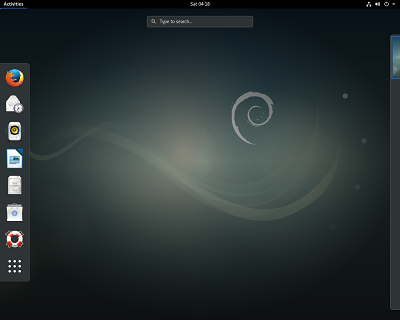 Activities
Sat 04:18
Type to search...